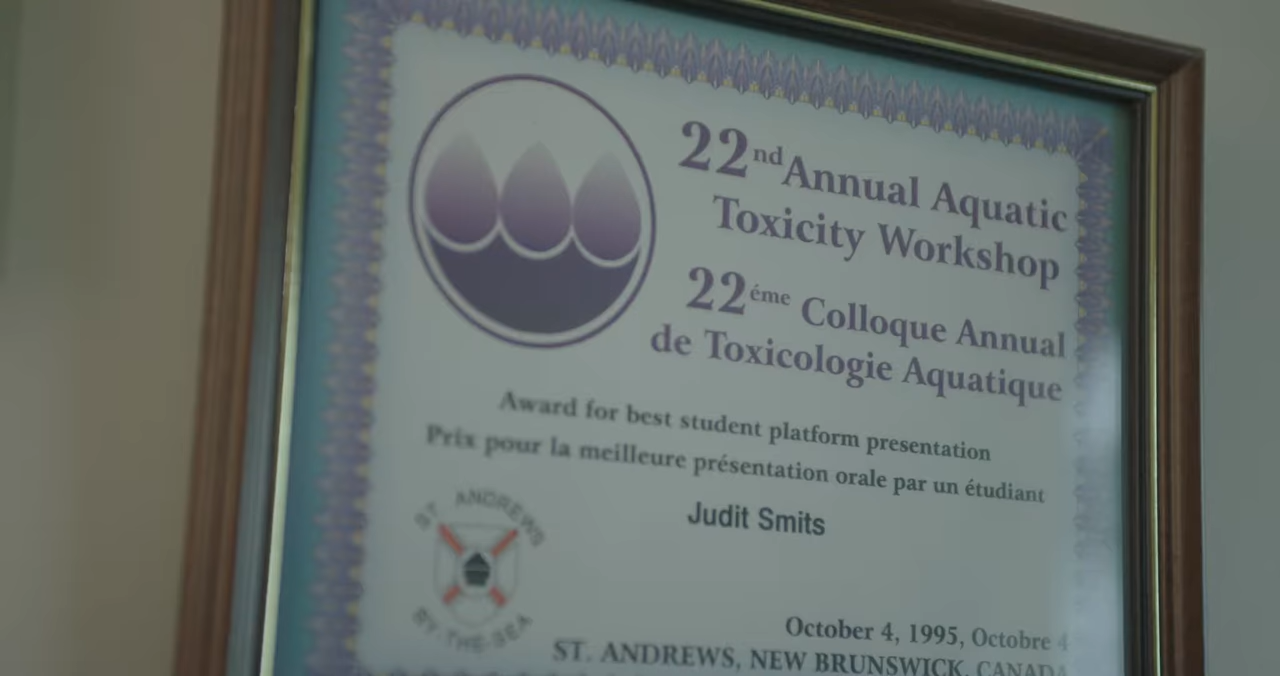 22nd Annual Aquatic
Toxicity Workshop
22éme Colloque Annual
de Toxicologie Aquatique
Award for best student platform presentation
Prix pour la meilleure présentation orale par un étudiant
Judit Smits
ST. ANDREWS
BY-THE-SEA
October 4, 1995, Octobre 4
ST. ANDREWS, NEW BRUNSWICK, CANADA